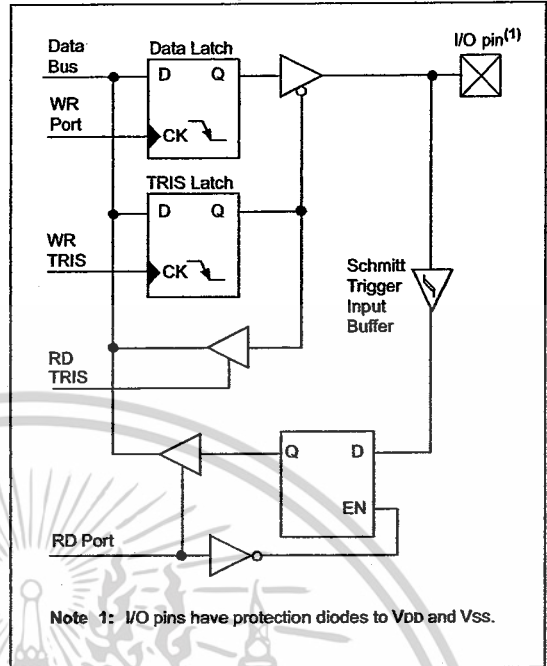 Data
Bus
Data Latch
I/O pin(1)
D Q
WR
Port
CK
TRIS Latch
D Q
WR
TRIS
CK
Schmitt
Trigger
Input
Buffer
RD
TRIS
Q D
EN
RD Port
Note 1: I/O pins have protection diodes to VDD and VSS.